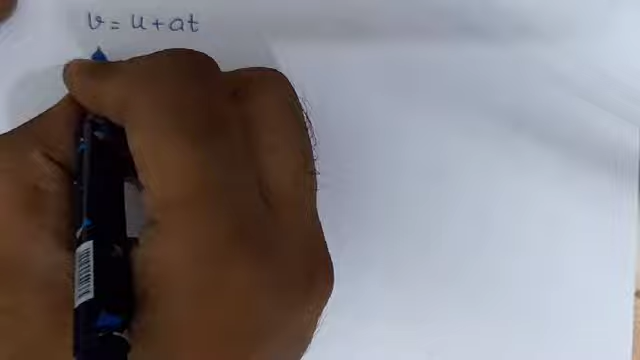 v = u + at